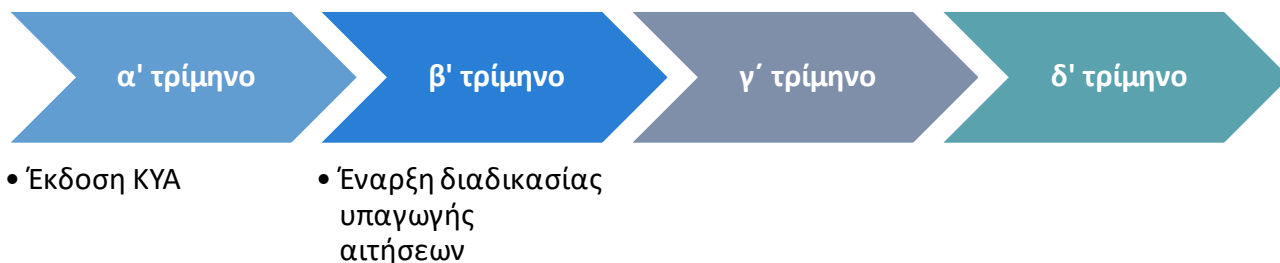 α' τρίμηνο
β' τρίμηνο
γ΄ τρίμηνο
δ' τρίμηνο
• Έκδοση ΚΥΑ
• Έναρξη διαδικασίας
υπαγωγής
αιτήσεων